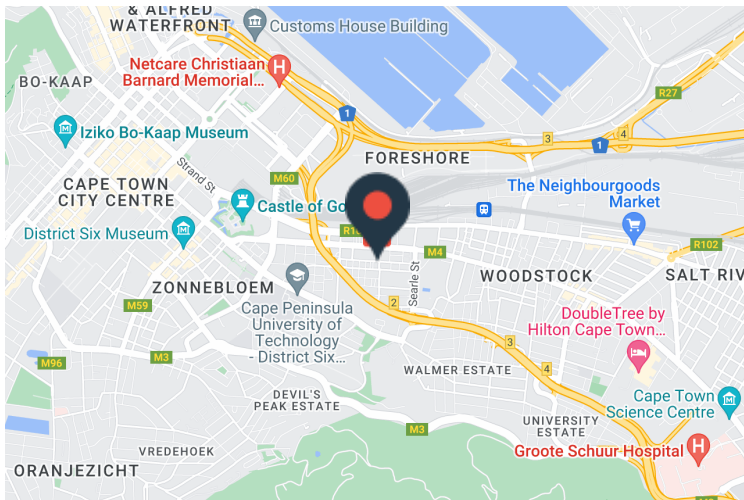 & ALFRED
WATERFRONT
Customs House Building
Netcare Christiaan
Barnard Memorial...
BO-KAAP
R27
1
3
4
1
Iziko Bo-Kaap Museum
FORESHORE
Strand St
M60
CAPE TOWN
CITY CENTRE
The Neighbourgoods
Market
Castle of Go
District Six Museum
M4
R102
Searle St
WOODSTOCK
SALT RIV
ZONNEBLOEM
M59
Cape Peninsula
University of
Technology
- District Six...
2
DoubleTree by
Hilton Cape Town...
3
M96
M3
4
WALMER ESTATE
DEVIL'S
PEAK ESTATE
Cape Town
Science Centre
M3
UNIVERSITY
ESTATE
VREDEHOEK
Groote Schuur Hospital
ORANJEZICHT
H
H